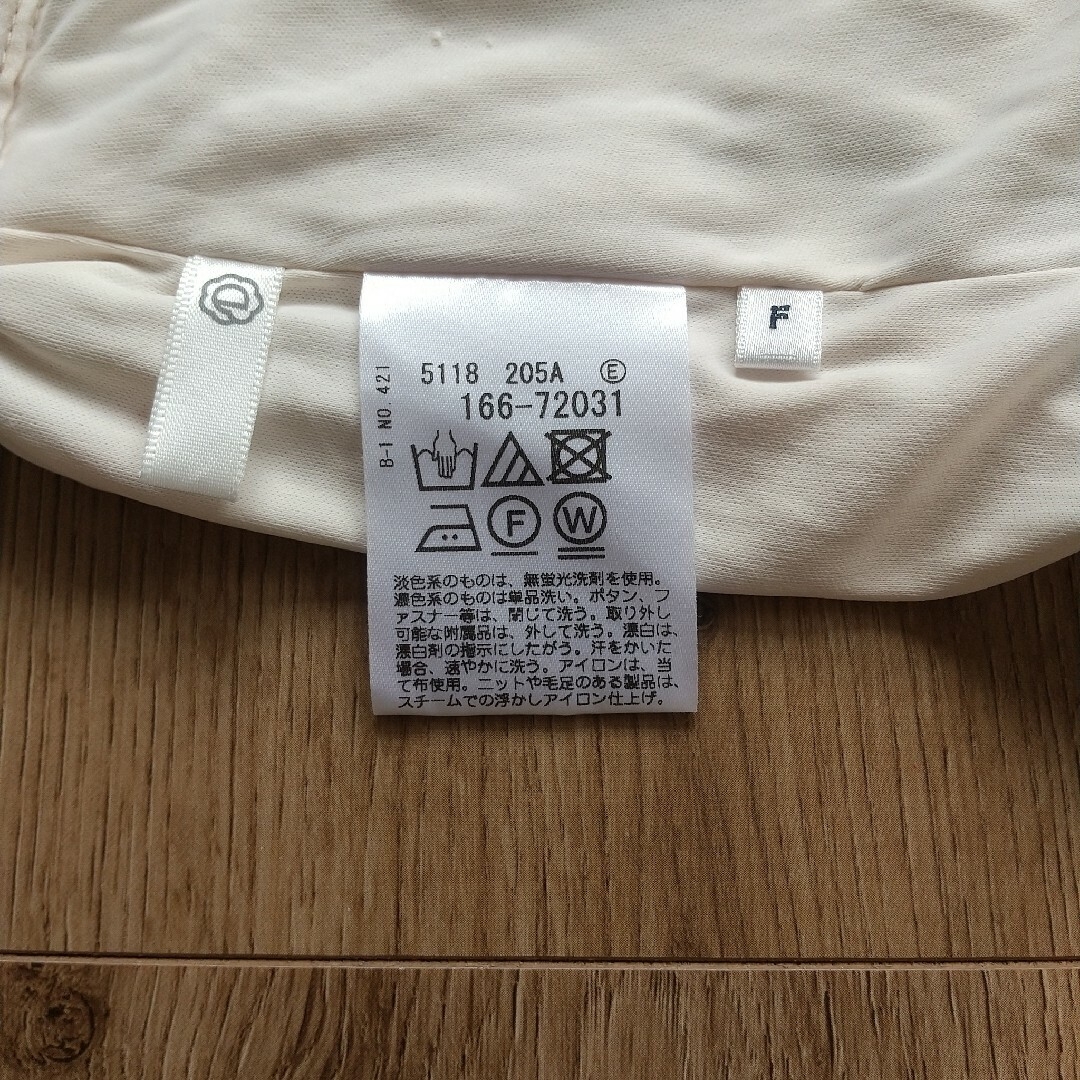 B-1 NO. 421
5118 205A Ⓔ
166-72031
F W
淡色系のものは、無蛍光洗剤を使用。
濃色系のものは単品洗い。ボタン、フ
ァスナー等は、閉じて洗う。取り外し
可能な附属品は、外して洗う。漂白は、
漂白剤の指示にしたがう。汗をかいた
場合、速やかに洗う。アイロンは、当
て布使用。ニットや毛足のある製品は、
スチームでの浮かしアイロン仕上げ。
F